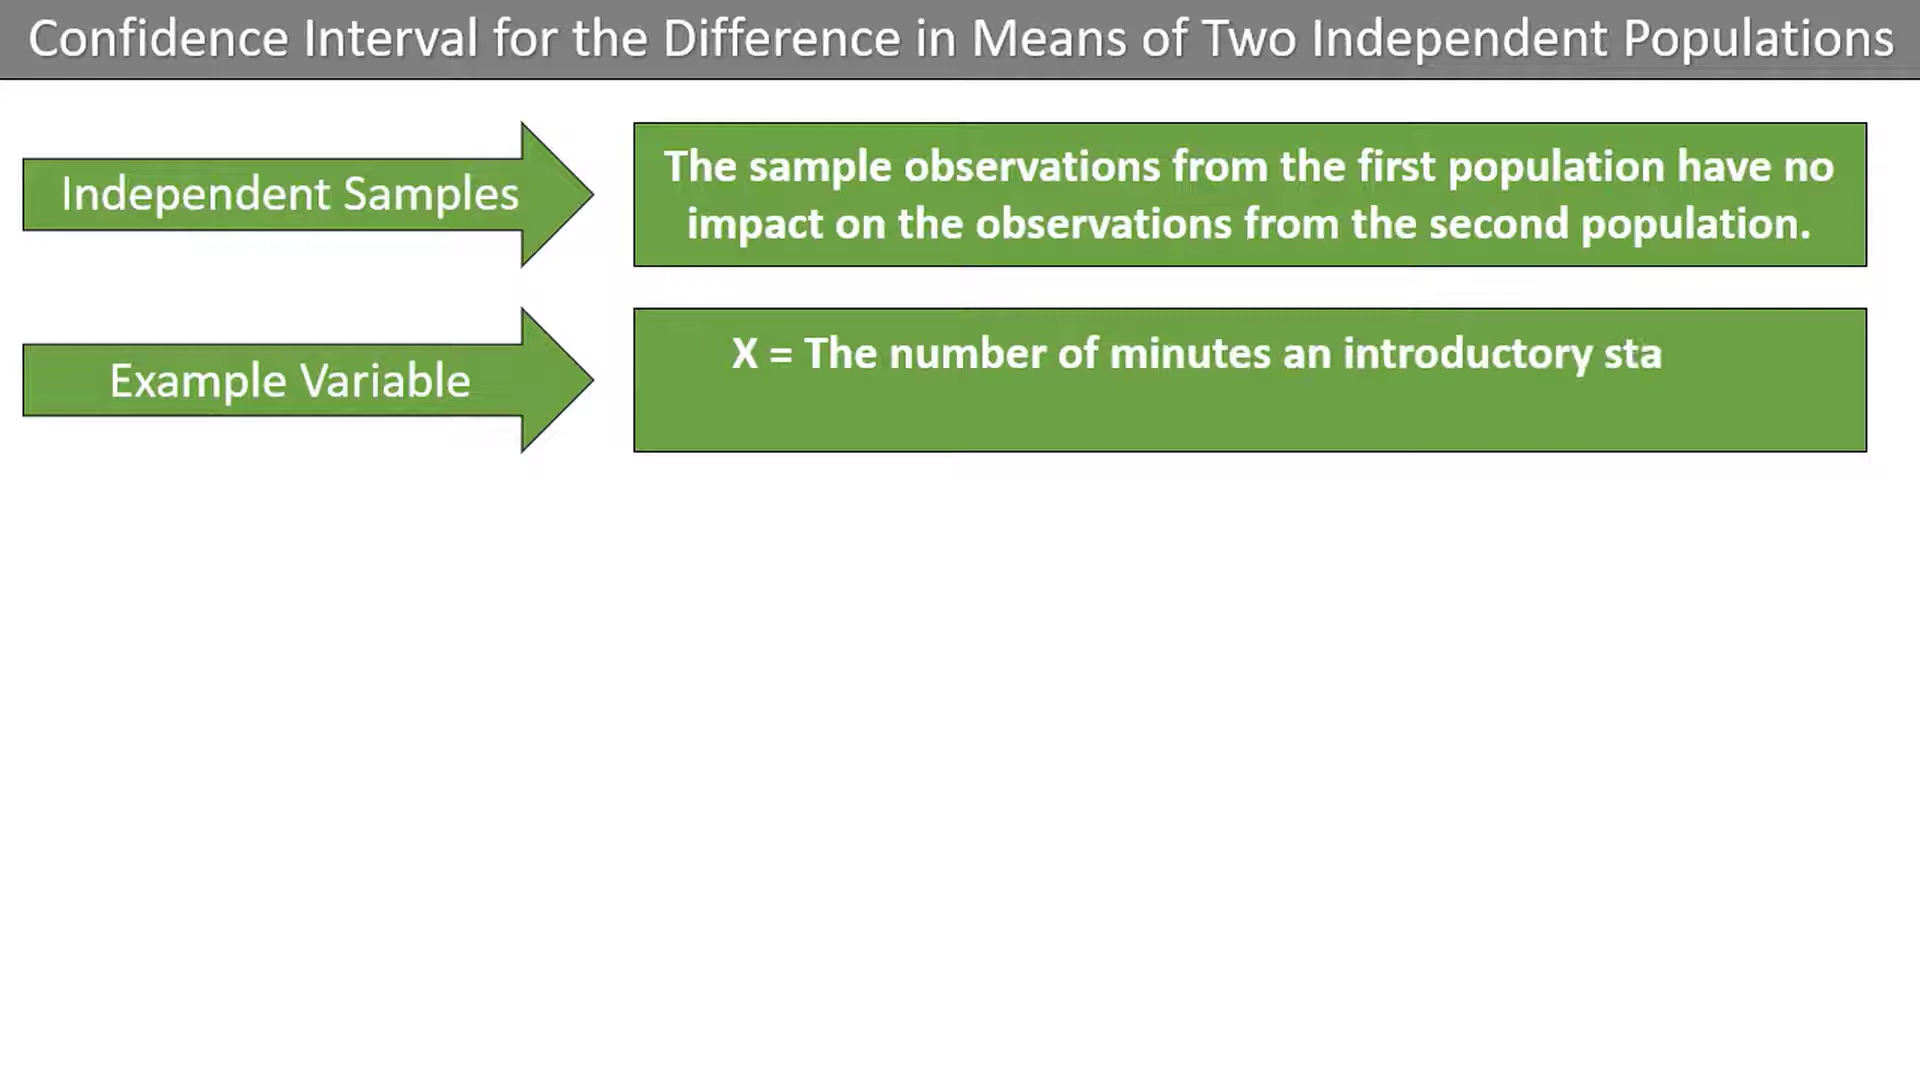 Confidence Interval for the Difference in Means of Two Independent Populations
Independent Samples
The sample observations from the first population have no
impact on the observations from the second population.
Example Variable
X = The number of minutes an introductory sta